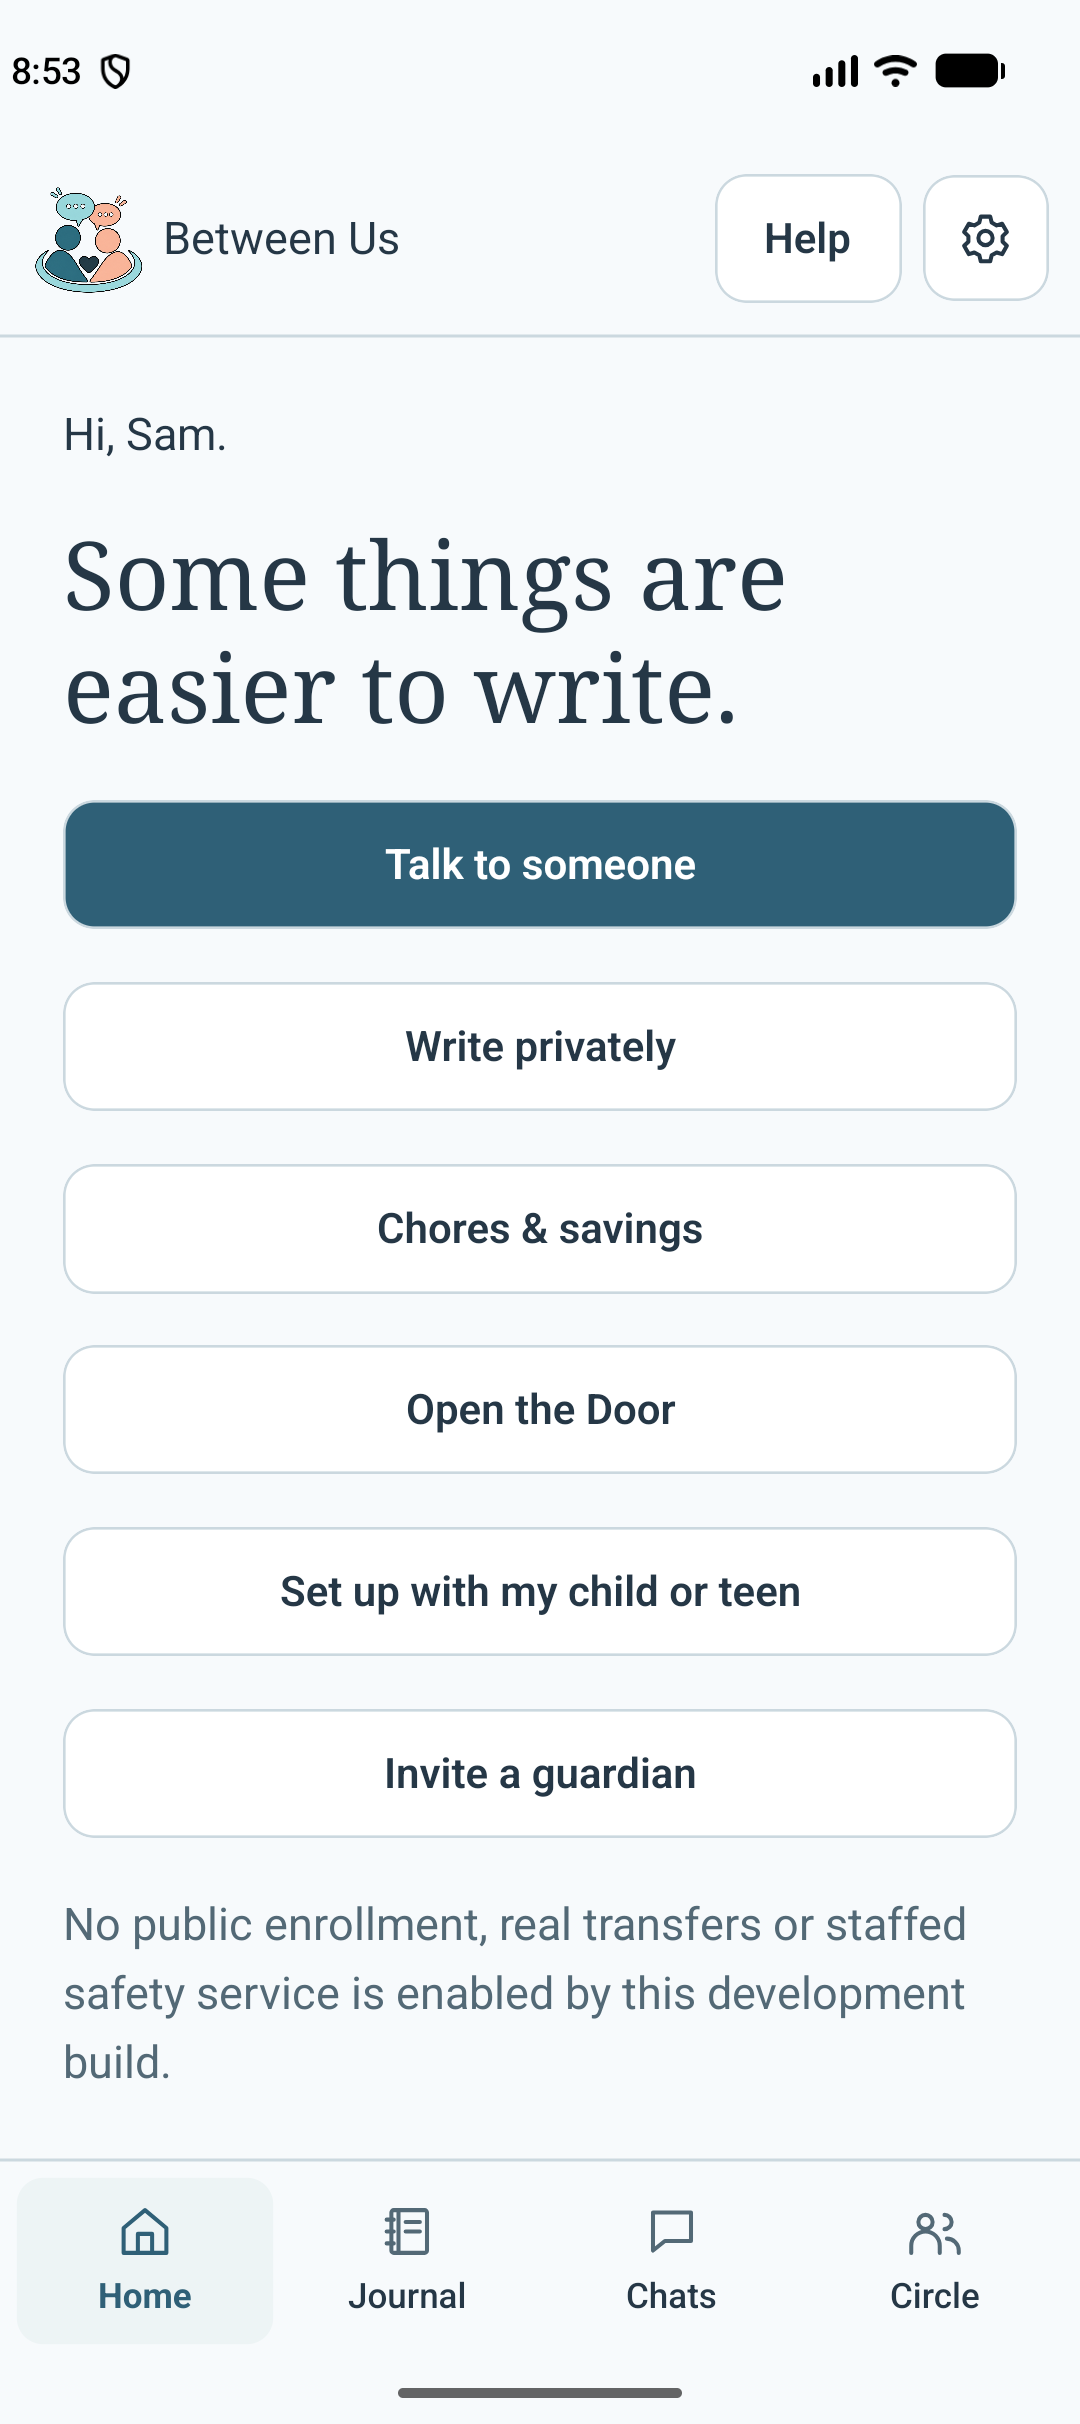 8:53
Between Us
Help
Hi, Sam.
Some things are
easier to write.
Talk to someone
Write privately
Chores & savings
Open the Door
Set up with my child or teen
Invite a guardian
No public enrollment, real transfers or staffed
safety service is enabled by this development
build.
Home
Journal
Chats
Circle